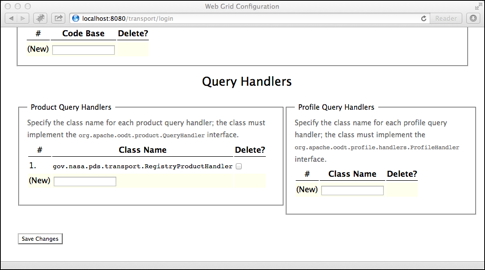 Web Grid Configuration
localhost:8080/transport/login
Reader
# Code Base Delete?
(New)
Query Handlers
Product Query Handlers
Specify the class name for each product query handler; the class must
implement the org.apache.oodt.product.QueryHandler interface.
# Class Name Delete?
1. gov.nasa.pds.transport.RegistryProductHandler
(New)
Profile Query Handlers
Specify the class name for each profile query
handler; the class must implement the
org.apache.oodt.profile.handlers.ProfileHandler
interface.
# Class Name Delete?
(New)
Save Changes